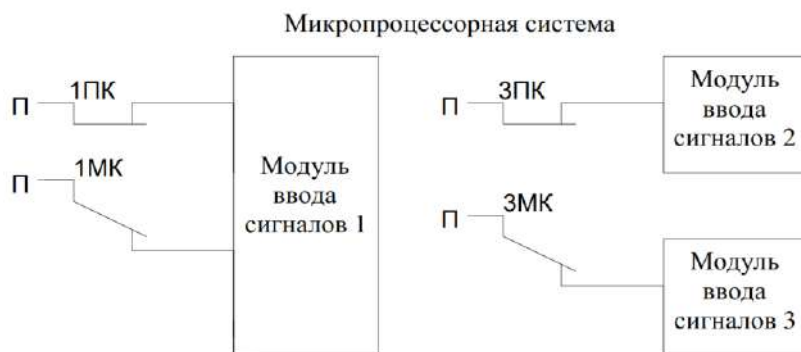 Микропроцессорная система
1ПК
П
1МК
П
Модуль
ввода
сигналов 1
3ПК
П
Модуль
ввода
сигналов 2
3МК
П
Модуль
ввода
сигналов 3